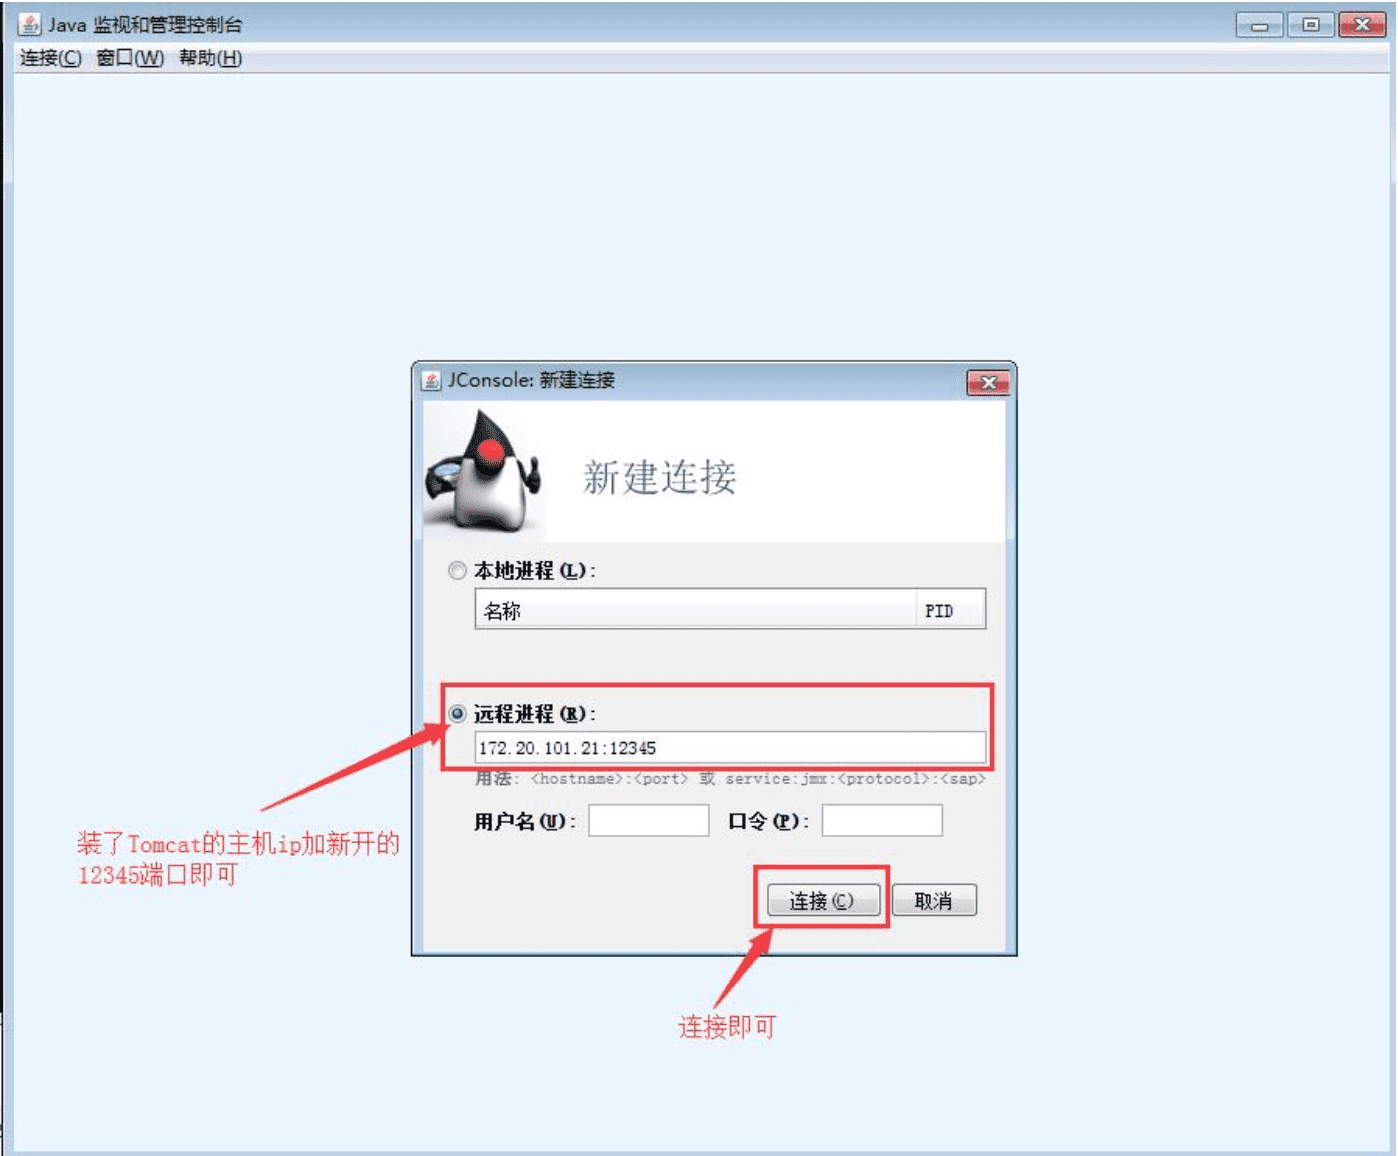 Java 监视和管理控制台
连接(C) 窗口(W) 帮助(H)
JConsole: 新建连接
新建连接
本地进程(L):
名称 PID
远程进程(R):
172.20.101.21:12345
用法: <hostname>:<port> 或 service:jmx:<protocol>:<sap>
用户名(U): 口令(P):
装了Tomcat的主机ip加新开的
12345端口即可
连接(C) 取消
连接即可